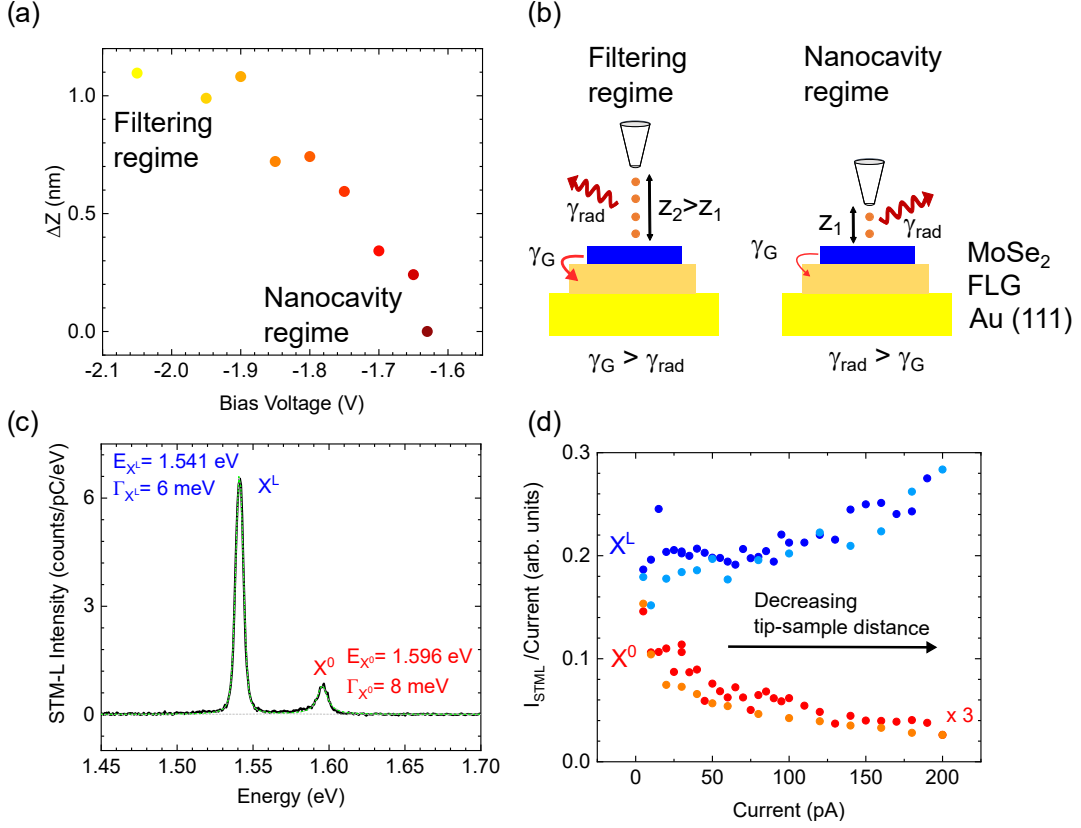 (a)
ΔZ (nm)
1.0
0.5
0.0
Filtering
regime
Nanocavity
regime
-2.1
-2.0
-1.9
-1.8
-1.7
-1.6
Bias Voltage (V)
(b)
Filtering
regime
Nanocavity
regime
γrad
z2>z1
γG
z1
γrad
γG
MoSe2
FLG
Au (111)
γG > γrad
γrad > γG
(c)
STM-L Intensity (counts/pC/eV)
6
3
0
EXL= 1.541 eV
ΓXL= 6 meV
XL
X0
EX0= 1.596 eV
ΓX0= 8 meV
1.45
1.50
1.55
1.60
1.65
1.70
Energy (eV)
(d)
ISTML /Current (arb. units)
0.3
0.2
0.1
0.0
XL
Decreasing
tip-sample distance
X0
x 3
0
50
100
150
200
Current (pA)